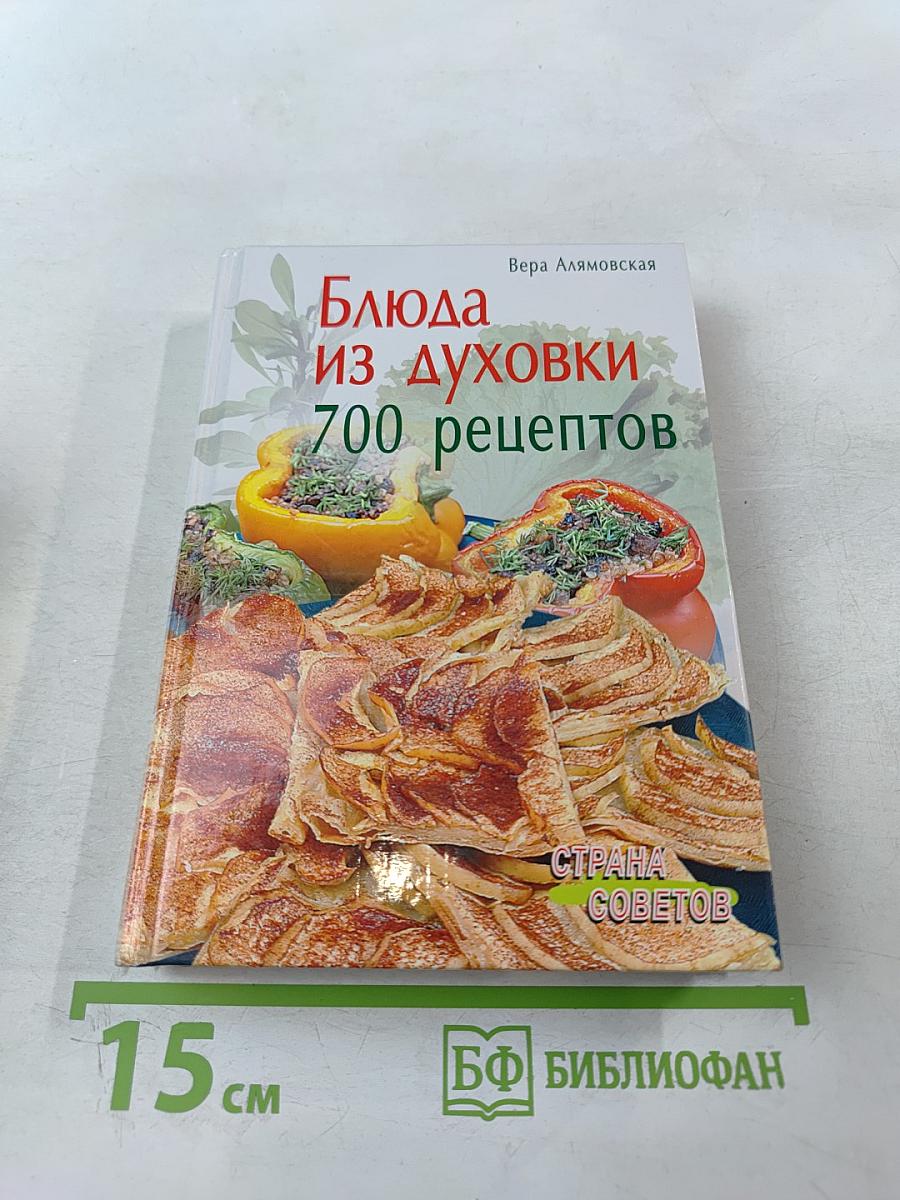 Вера Алямовская
Блюда
из духовки
700 рецептов
СТРАНА
СОВЕТОВ
15 см
БФ БИБЛИОФАН